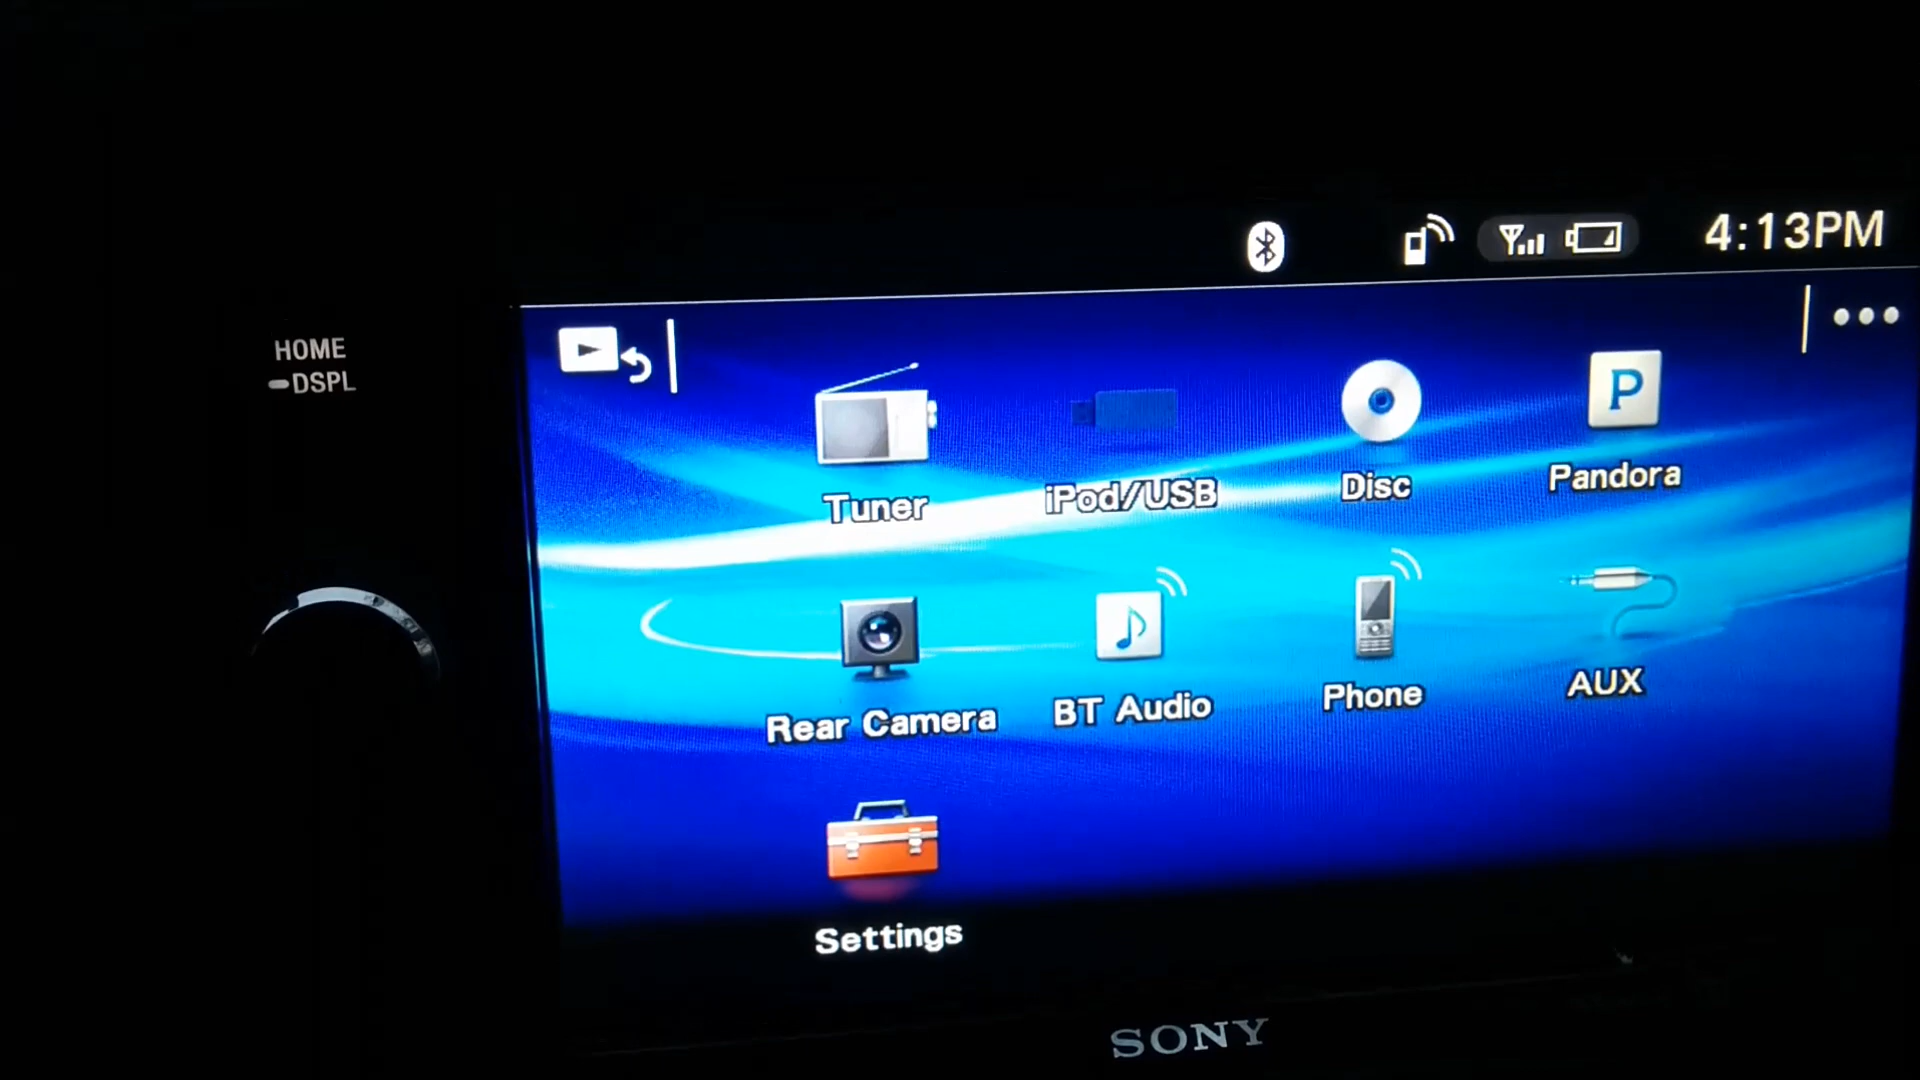 4:13PM
HOME
DSPL
Tuner
iPod/USB
Disc
P
Pandora
Rear Camera
BT Audio
Phone
AUX
Settings
SONY